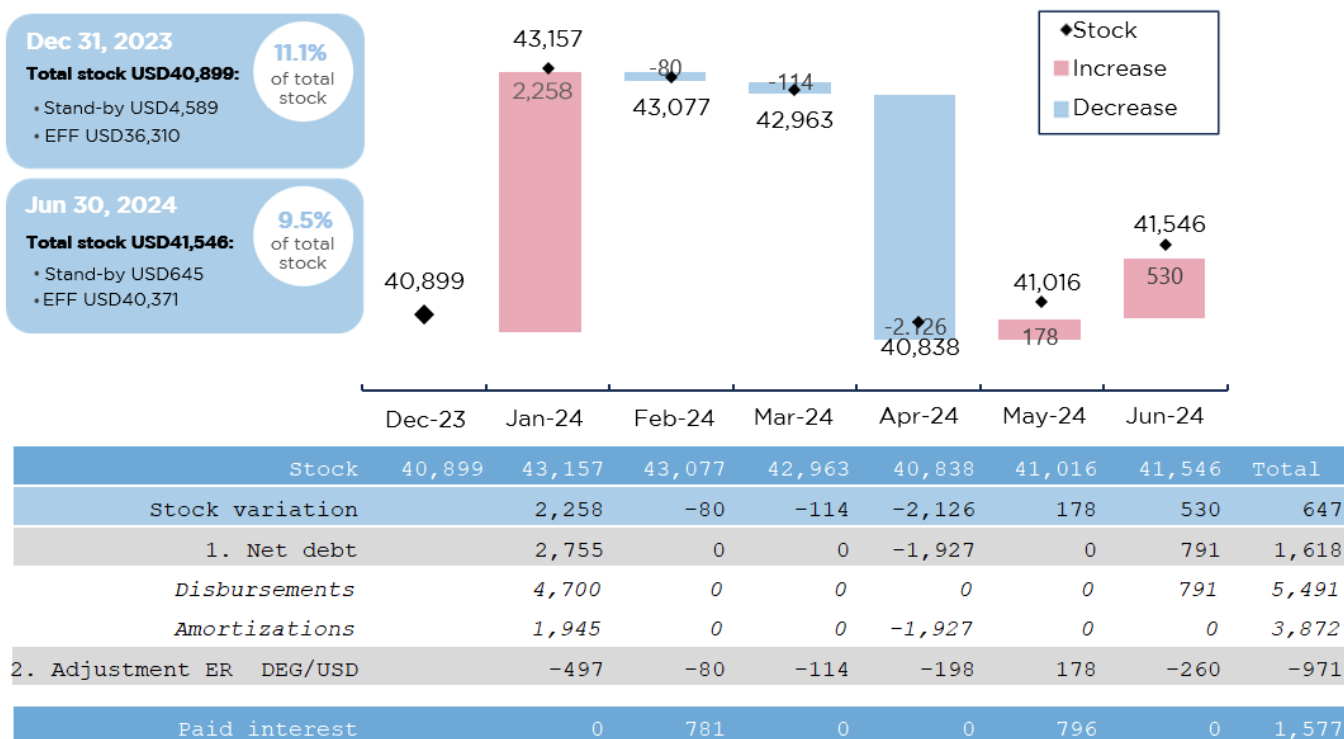 Dec 31, 2023
Total stock USD40,899:
• Stand-by USD4,589
• EFF USD36,310
11.1%
of total
stock
Jun 30, 2024
Total stock USD41,546:
• Stand-by USD645
• EFF USD40,371
9.5%
of total
stock
Stock
Increase
Decrease
40,899
43,157
2,258
-80
43,077
-114
42,963
-2.126
40,838
41,016
178
41,546
530
Dec-23 Jan-24 Feb-24 Mar-24 Apr-24 May-24 Jun-24
Stock 40,899 43,157 43,077 42,963 40,838 41,016 41,546 Total
Stock variation 2,258 -80 -114 -2,126 178 530 647
1. Net debt 2,755 0 0 -1,927 0 791 1,618
Disbursements 4,700 0 0 0 0 791 5,491
Amortizations 1,945 0 0 -1,927 0 0 3,872
2. Adjustment ER DEG/USD -497 -80 -114 -198 178 -260 -971
Paid interest 0 781 0 0 796 0 1,577